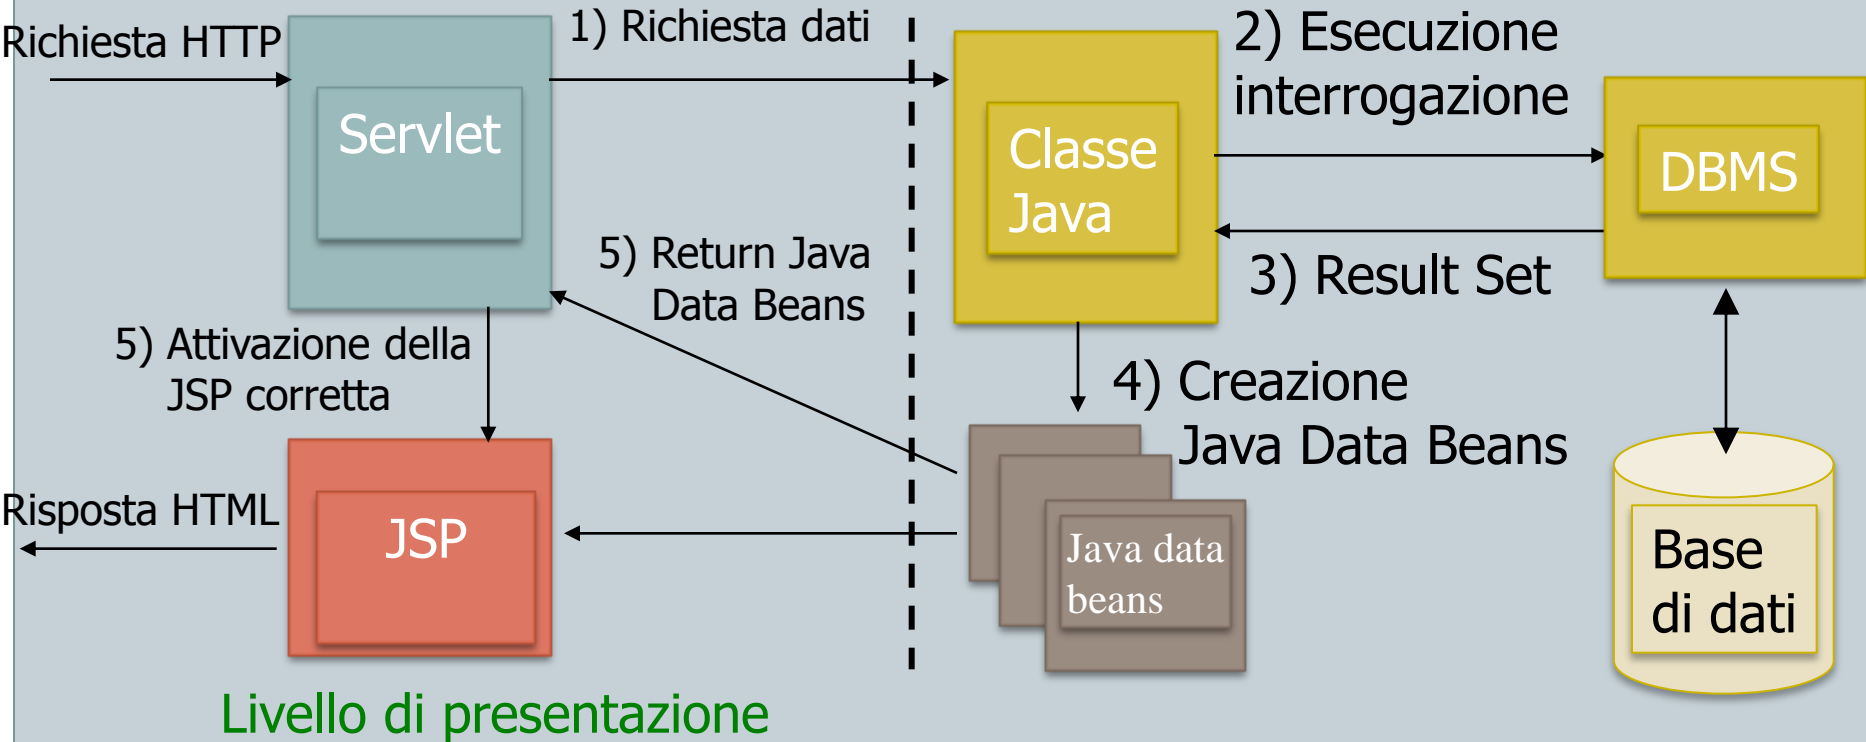 Richiesta HTTP
Servlet
1) Richiesta dati
Classe
Java
2) Esecuzione
interrogazione
DBMS
3) Result Set
5) Return Java
Data Beans
5) Attivazione della
JSP corretta
4) Creazione
Java Data Beans
Risposta HTML
JSP
Java data
beans
Base
di dati
Livello di presentazione